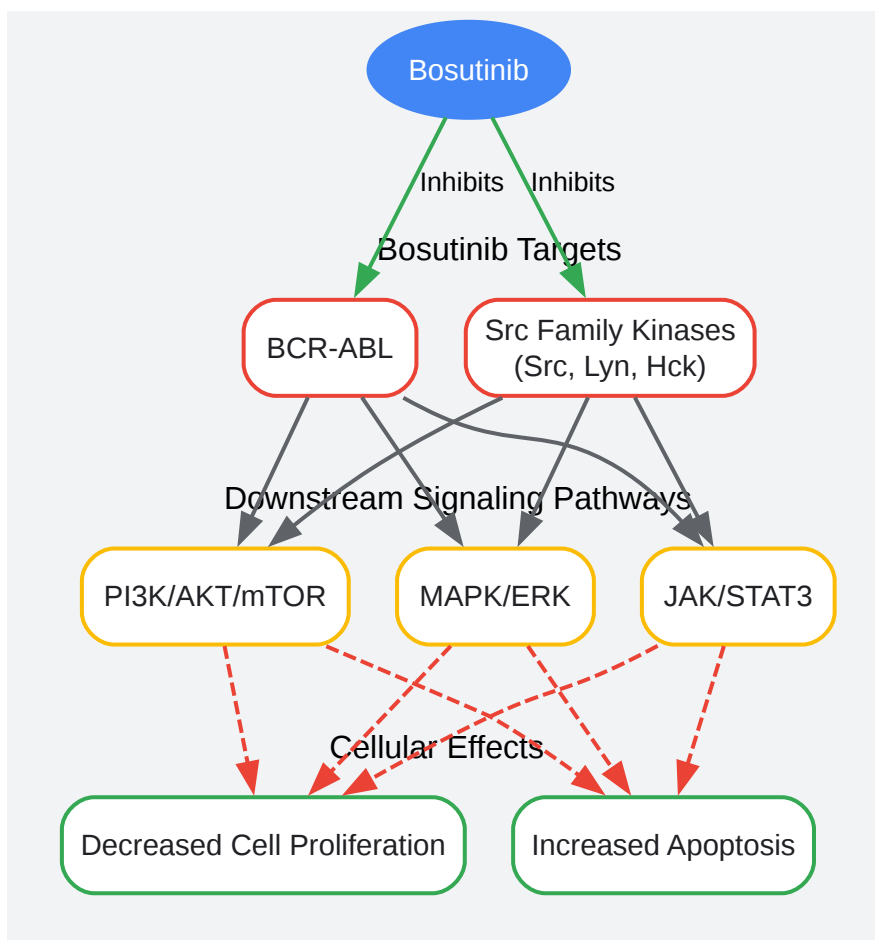 Bosutinib
Inhibits
Inhibits
Bosutinib Targets
BCR-ABL
Src Family Kinases
(Src, Lyn, Hck)
Downstream Signaling Pathways
PI3K/AKT/mTOR
MAPK/ERK
JAK/STAT3
Cellular Effects
Decreased Cell Proliferation
Increased Apoptosis